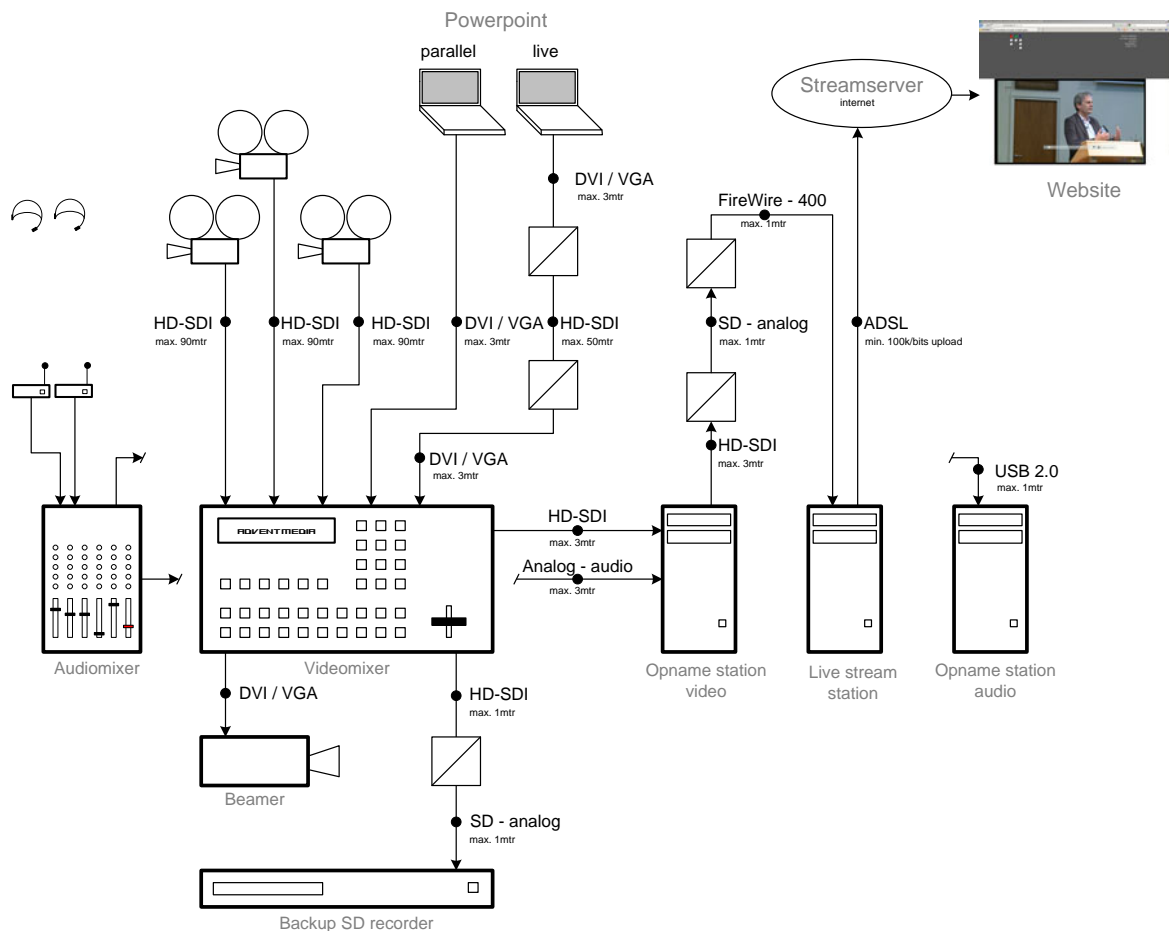 Powerpoint
parallel
live
Streamserver
internet
Website
DVI / VGA
max. 3mtr
FireWire - 400
max. 1mtr
HD-SDI
max. 90mtr
HD-SDI
max. 90mtr
HD-SDI
max. 90mtr
DVI / VGA
max. 3mtr
HD-SDI
max. 50mtr
SD - analog
max. 1mtr
ADSL
min. 100k/bits upload
DVI / VGA
max. 3mtr
HD-SDI
max. 3mtr
USB 2.0
max. 1mtr
ADVENTMEDIA
HD-SDI
max. 3mtr
Analog - audio
max. 3mtr
Audiomixer
Videomixer
Opname station
video
Live stream
station
Opname station
audio
DVI / VGA
HD-SDI
max. 1mtr
Beamer
SD - analog
max. 1mtr
Backup SD recorder